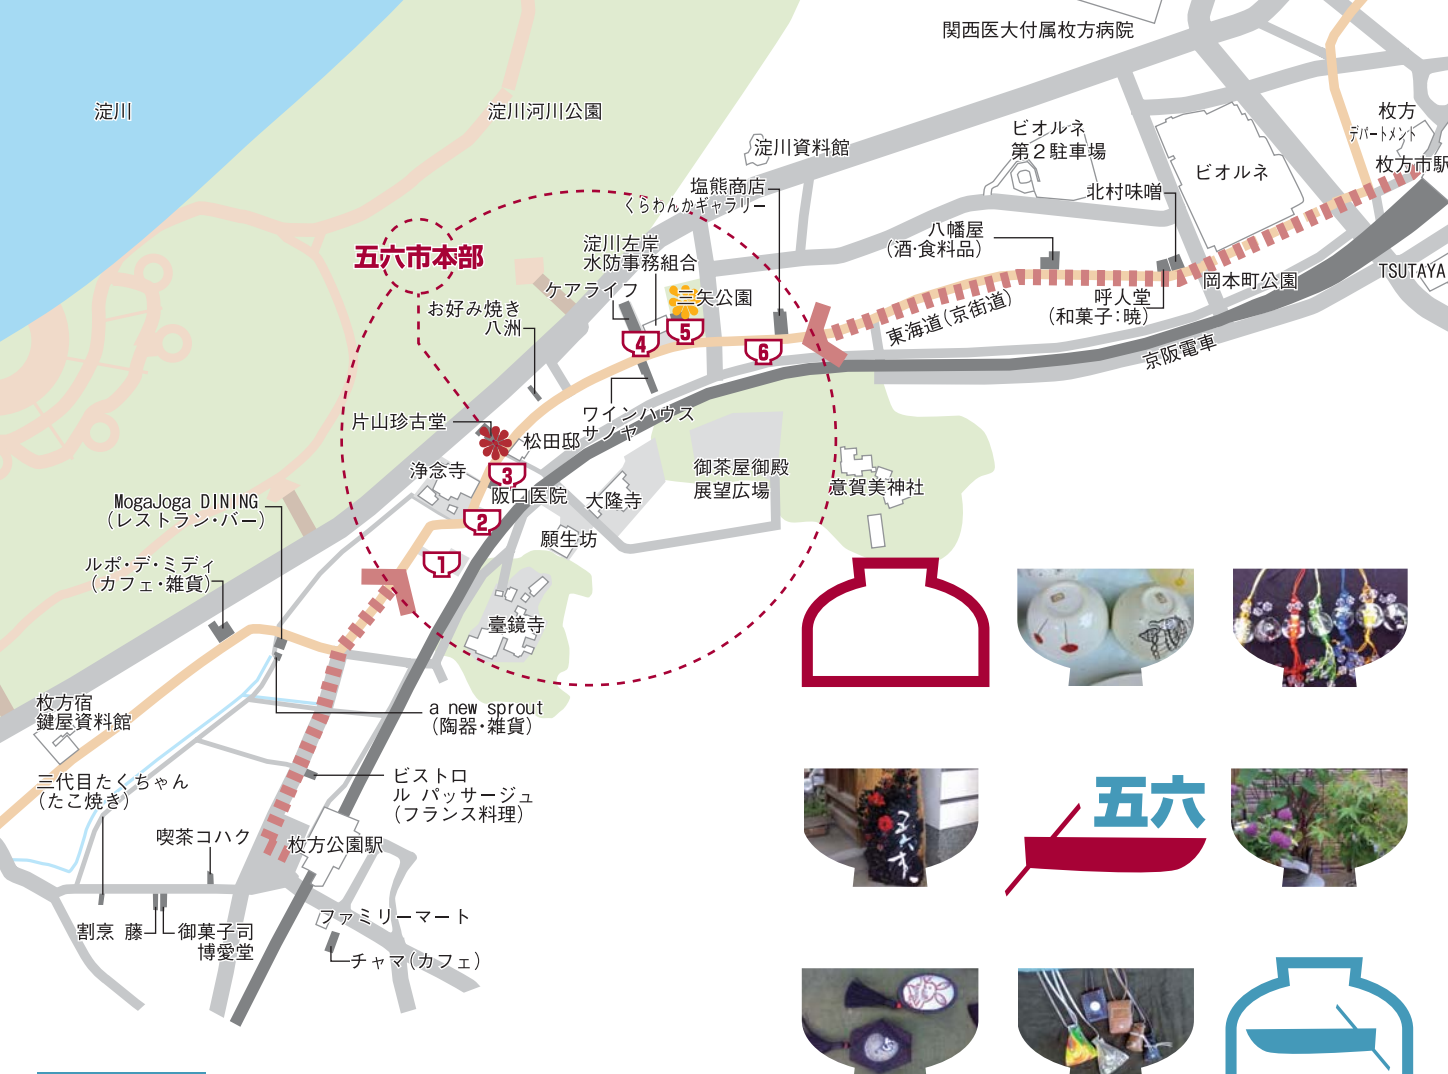 関西医大付属枚方病院
淀川
淀川河川公園
枚方
デパートメント
枚方市駅
ビオルネ
第2駐車場
淀川資料館
ビオルネ
塩熊商店
くらわんかギャラリー
北村味噌
八幡屋
(酒・食料品)
五六市本部
淀川左岸
水防事務組合
TSUTAYA
岡本町公園
ケアライフ
三矢公園
呼人堂
(和菓子:暁)
お好み焼き
八洲
東海道(京街道)
京阪電車
4
5
6
片山珍古堂
ワインハウス
サノヤ
松田邸
浄念寺
3
御茶屋御殿
展望広場
意賀美神社
阪口医院
大隆寺
MogaJoga DINING
(レストラン・バー)
2
願生坊
1
ルポ・デ・ミディ
(カフェ・雑貨)
臺鏡寺
枚方宿
鍵屋資料館
a new sprout
(陶器・雑貨)
三代目たくちゃん
(たこ焼き)
ビストロ
ル パッサージュ
(フランス料理)
五六
喫茶コハク
枚方公園駅
ファミリーマート
割烹 藤
御菓子司
博愛堂
チャマ(カフェ)